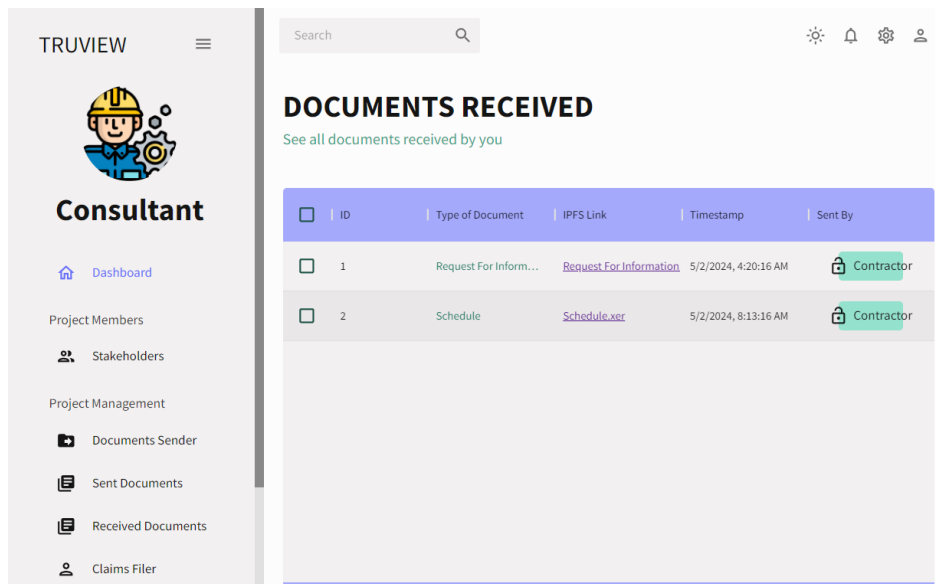 TRUVIEW
Consultant
Dashboard
Project Members
Stakeholders
Project Management
Documents Sender
Sent Documents
Received Documents
Claims Filer
Search
DOCUMENTS RECEIVED
See all documents received by you
ID Type of Document IPFS Link Timestamp Sent By
1 Request For Inform... Request For Information 5/2/2024, 4:20:16 AM Contractor
2 Schedule Schedule.xer 5/2/2024, 8:13:16 AM Contractor